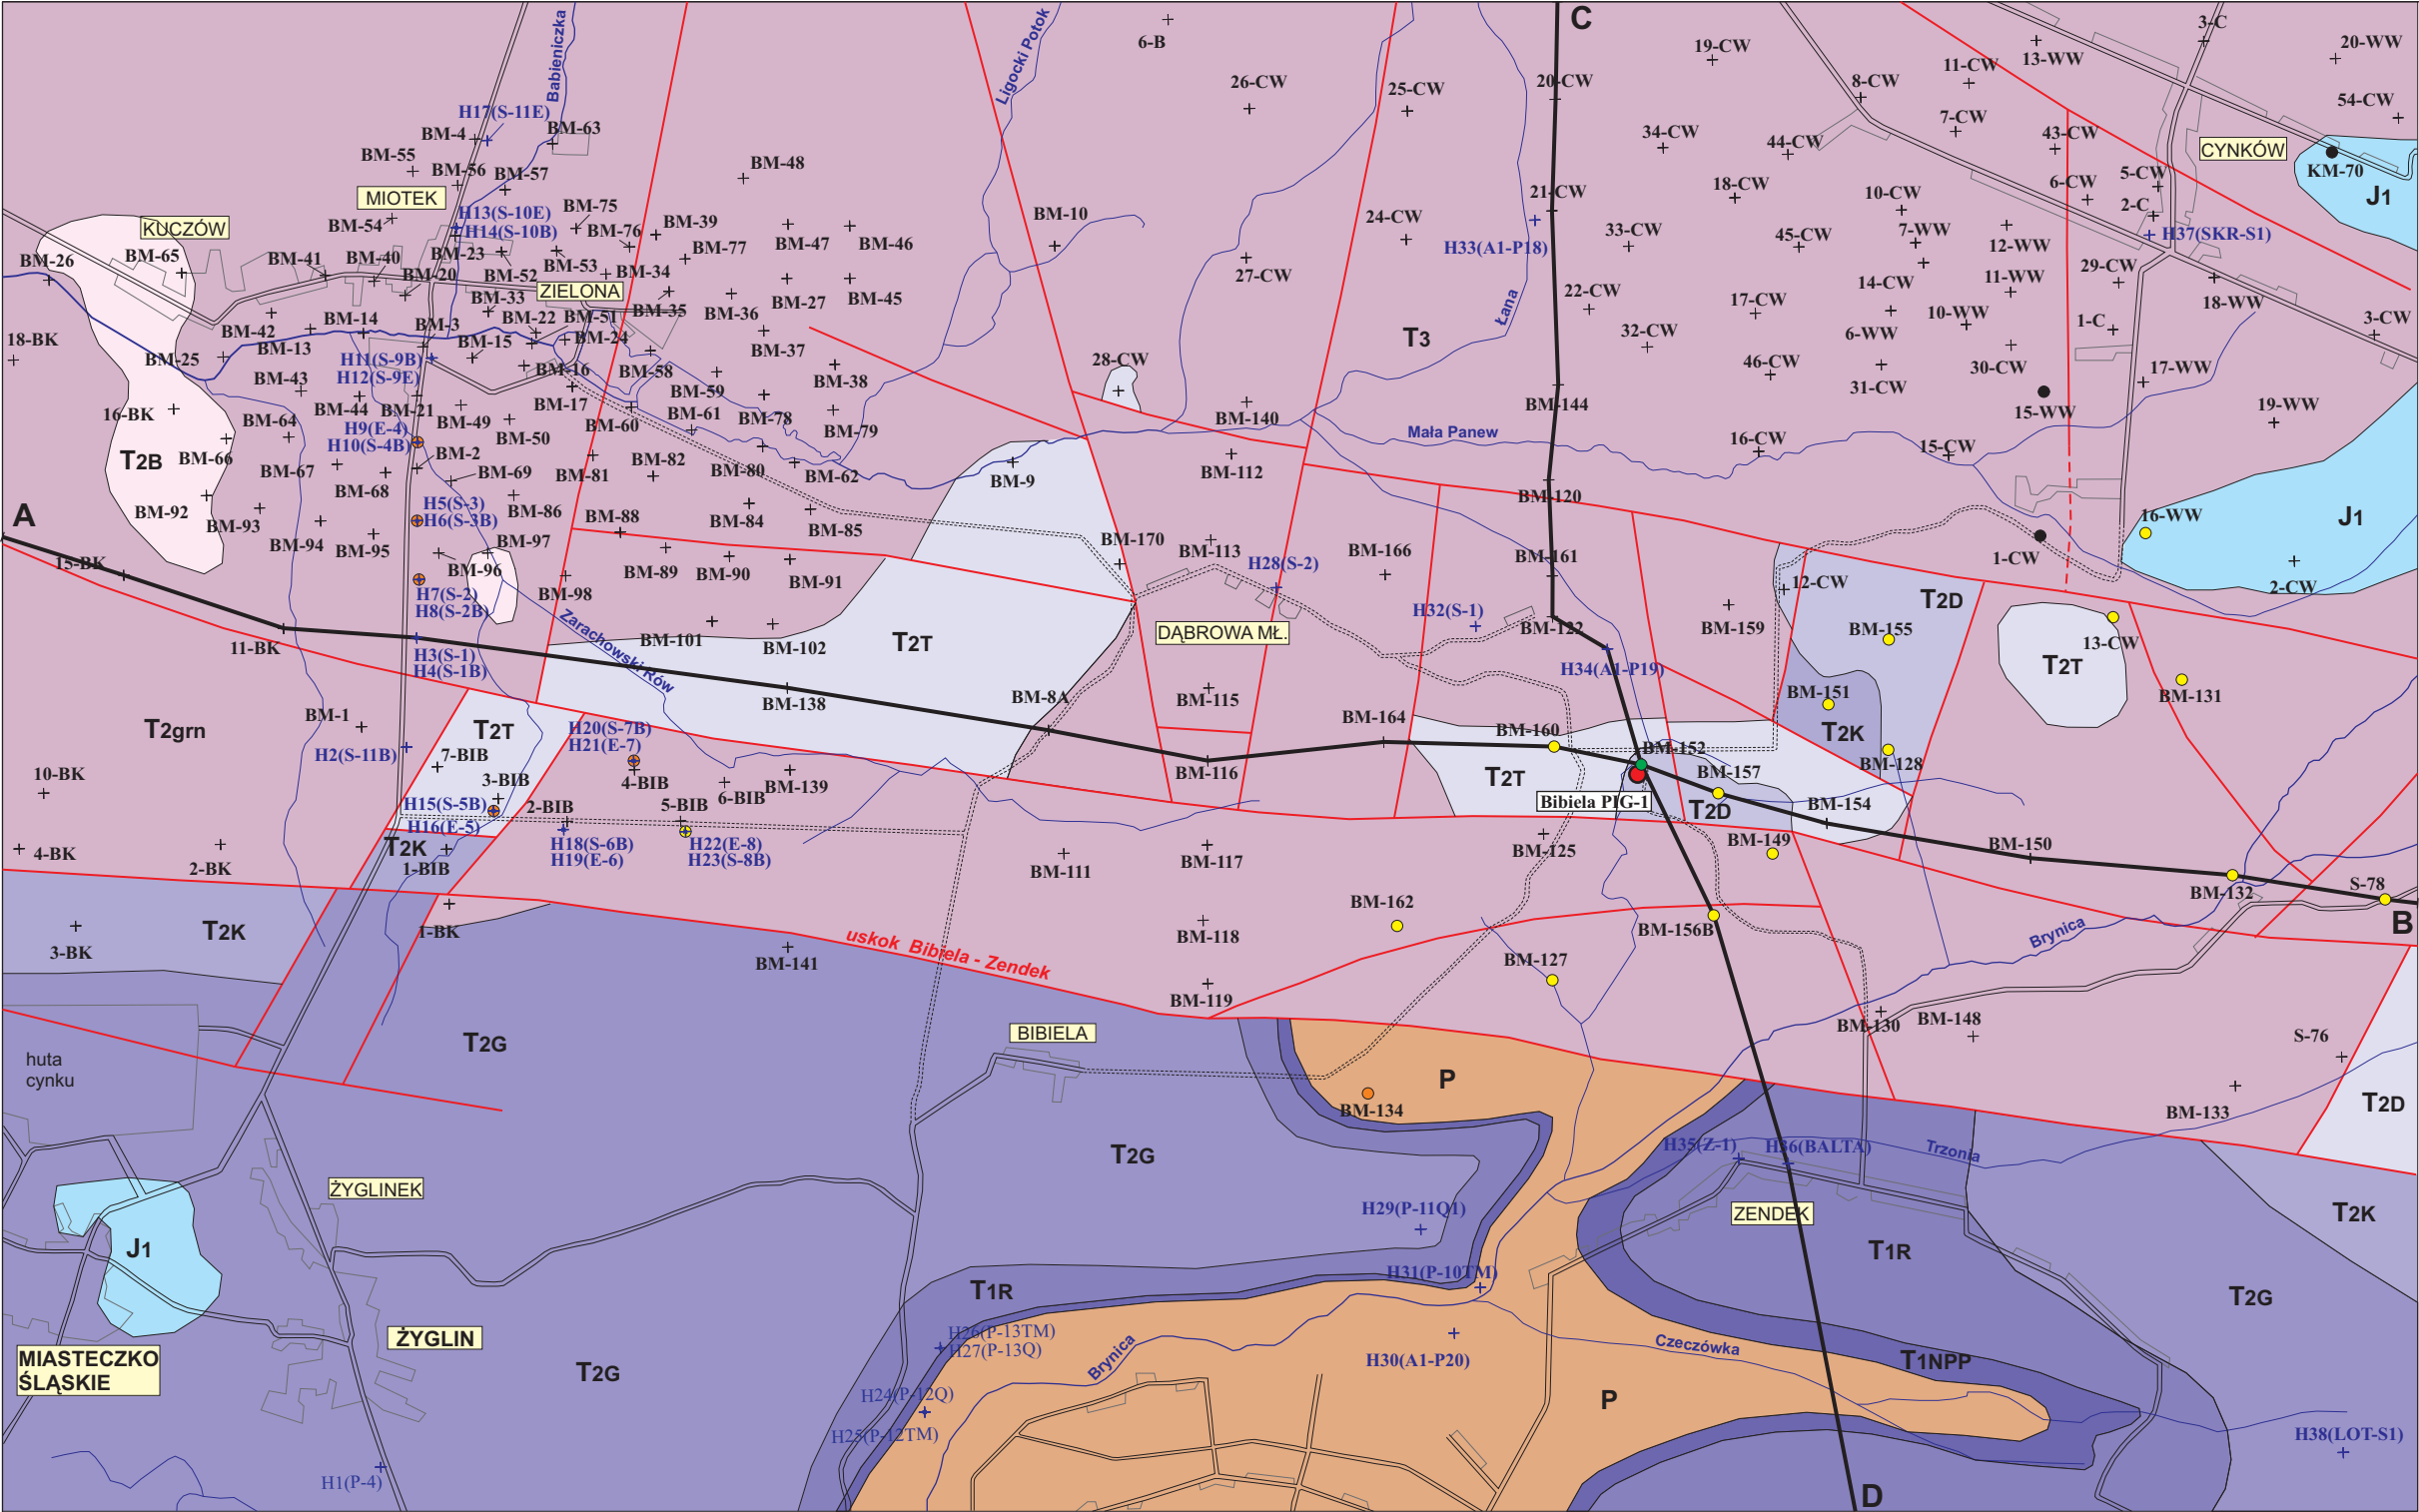 C
6-B
19-CW
3-C
13-WW
20-WW
Babieniczka
Ligocki Potok
26-CW
25-CW
20-CW
8-CW
11-CW
54-CW
H17(S-11E)
BM-4
BM-63
34-CW
44-CW
7-CW
43-CW
CYNKÓW
KM-70
BM-55
BM-56
BM-57
BM-48
MIOTEK
21-CW
18-CW
10-CW
6-CW
5-CW
2-C
J1
KUCZÓW
BM-54
H13(S-10E)
H14(S-10B)
BM-75
BM-76
BM-39
BM-77
BM-47
BM-46
BM-10
24-CW
H33(A1-P18)
33-CW
45-CW
7-WW
12-WW
H37(SKR-S1)
BM-26
BM-65
BM-41
BM-40
BM-23
BM-20
BM-52
BM-53
BM-34
27-CW
14-CW
11-WW
29-CW
18-WW
ZIELONA
BM-33
BM-35
BM-36
BM-27
BM-45
Łana
22-CW
17-CW
6-WW
10-WW
1-C
3-CW
18-BK
BM-25
BM-42
BM-13
BM-14
BM-3
BM-15
BM-22
BM-51
BM-24
BM-37
T3
32-CW
H11(S-9B)
H12(S-9E)
BM-16
BM-58
BM-59
BM-38
28-CW
46-CW
31-CW
30-CW
17-WW
BM-43
16-BK
BM-64
BM-44
BM-21
BM-49
BM-17
BM-60
BM-61
BM-78
BM-79
BM-140
BM-144
15-WW
19-WW
H9(E-4)
H10(S-4B)
BM-50
Mała Panew
T2B
BM-66
BM-67
BM-68
BM-2
BM-69
BM-81
BM-82
BM-80
BM-62
BM-9
BM-112
16-CW
15-CW
BM-92
BM-93
BM-94
BM-95
H5(S-3)
H6(S-3B)
BM-86
BM-88
BM-84
BM-85
BM-120
16-WW
J1
A
15-BK
BM-96
BM-97
BM-98
BM-89
BM-90
BM-91
BM-170
BM-113
H28(S-2)
BM-166
BM-161
1-CW
2-CW
H7(S-2)
H8(S-2B)
H32(S-1)
12-CW
T2D
11-BK
Zarachowski Rów
BM-101
BM-102
T2T
DĄBROWA MŁ.
BM-122
BM-159
BM-155
13-CW
H3(S-1)
H4(S-1B)
H34(A1-P19)
T2T
BM-138
BM-8A
BM-115
BM-164
BM-151
BM-131
T2grn
BM-1
T2T
H20(S-7B)
H21(E-7)
BM-160
T2K
H2(S-11B)
7-BIB
BM-116
BM-152
BM-128
10-BK
3-BIB
4-BIB
6-BIB
BM-139
T2T
BM-157
H15(S-5B)
H16(E-5)
2-BIB
5-BIB
Bibiela PIG-1
T2D
BM-154
4-BK
2-BK
T2K
1-BIB
H18(S-6B)
H19(E-6)
H22(E-8)
H23(S-8B)
BM-111
BM-117
BM-125
BM-149
BM-150
BM-132
S-78
B
3-BK
T2K
1-BK
uskok Bibiela - Zendek
BM-141
BM-118
BM-162
BM-156B
Brynica
BM-119
BM-127
T2G
BIBIELA
BM-130
BM-148
S-76
huta
cynku
P
BM-134
BM-133
T2D
T2G
H35(Z-1)
H36(BALTA)
Trzonia
ŻYGLINEK
H29(P-11Q1)
ZENDEK
T2K
J1
T1R
H31(P-10TM)
T1R
T2G
ŻYGLIN
H26(P-13TM)
H27(P-13Q)
Brynica
H30(A1-P20)
Czeczówka
T1NPP
MIASTECZKO
ŚLĄSKIE
T2G
H24(P-12Q)
H25(P-12TM)
P
H38(LOT-S1)
H1(P-4)
D